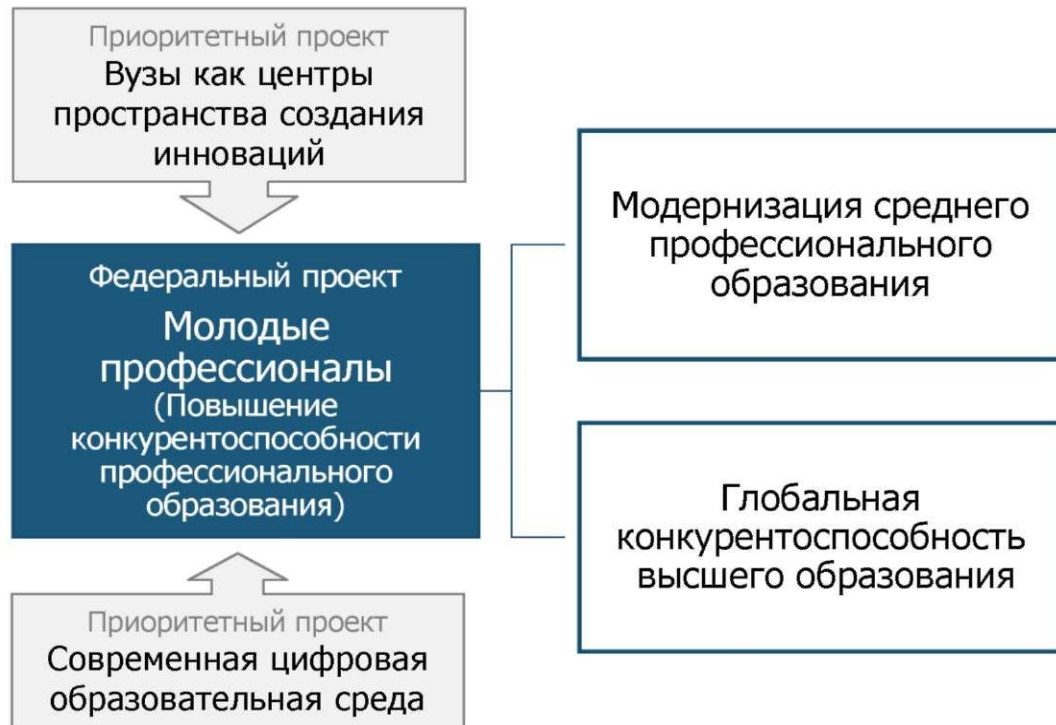 Приоритетный проект
Вузы как центры
пространства создания
инноваций
Федеральный проект
Молодые
профессионалы
(Повышение
конкурентоспособности
профессионального
образования)
Приоритетный проект
Современная цифровая
образовательная среда
Модернизация среднего
профессионального
образования
Глобальная
конкурентоспособность
высшего образования